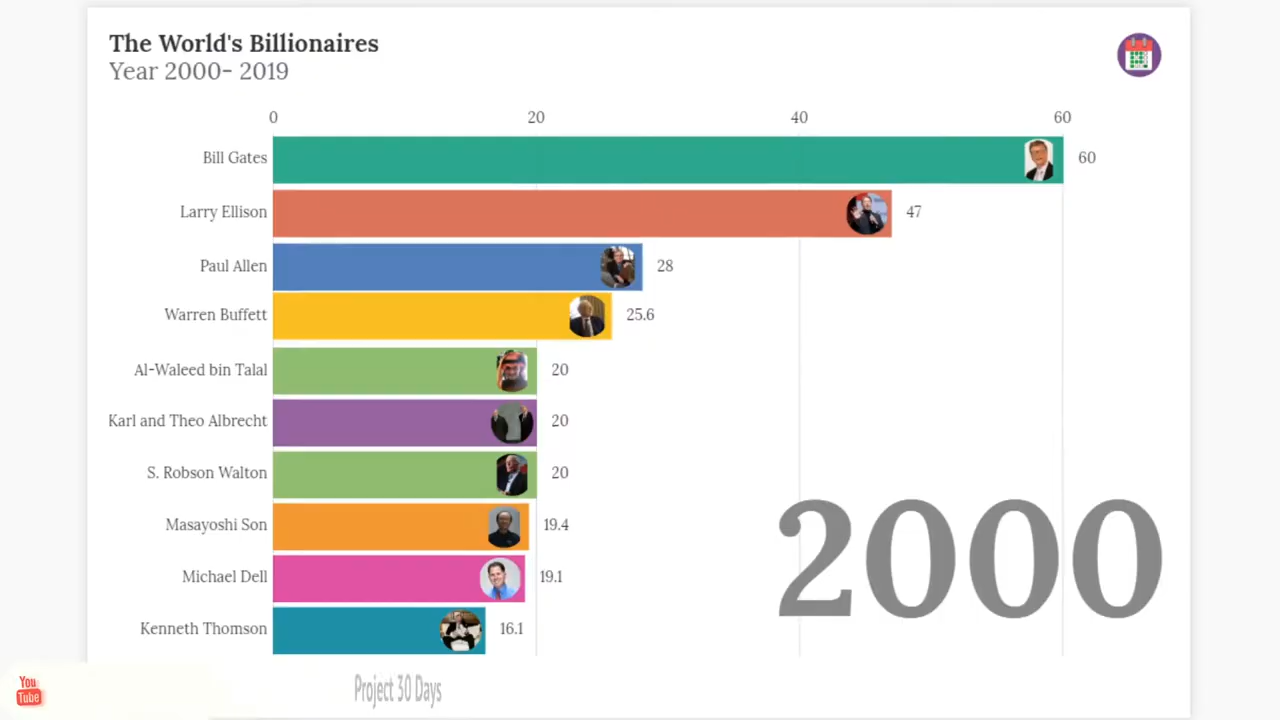 The World's Billionaires
Year 2000- 2019
0 20 40 60
Bill Gates 60
Larry Ellison 47
Paul Allen 28
Warren Buffett 25.6
Al-Waleed bin Talal 20
Karl and Theo Albrecht 20
S. Robson Walton 20
Masayoshi Son 19.4
Michael Dell 19.1
Kenneth Thomson 16.1
2000
You
Tube
Project 30 Days